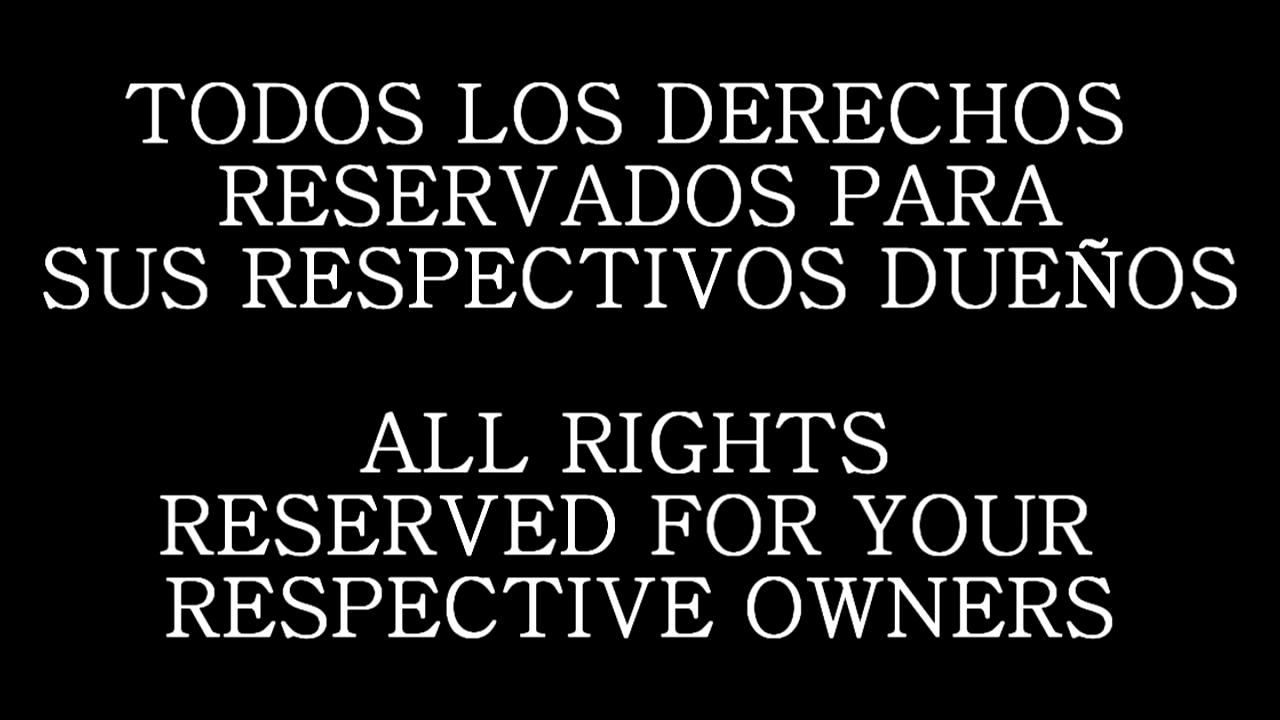 TODOS LOS DERECHOS
RESERVADOS PARA
SUS RESPECTIVOS DUEÑOS
ALL RIGHTS
RESERVED FOR YOUR
RESPECTIVE OWNERS